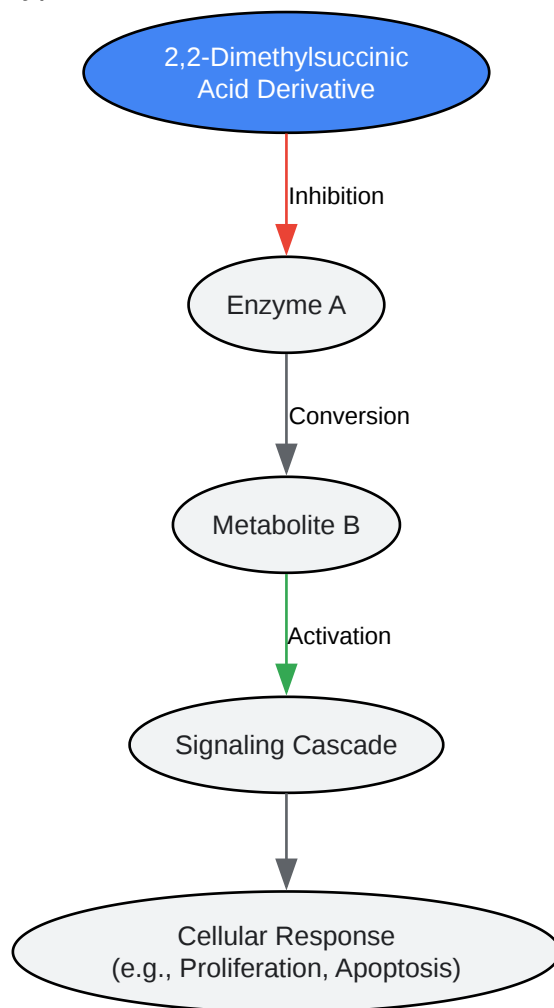 2,2-Dimethylsuccinic
Acid Derivative
Inhibition
Enzyme A
Conversion
Metabolite B
Activation
Signaling Cascade
Cellular Response
(e.g., Proliferation, Apoptosis)